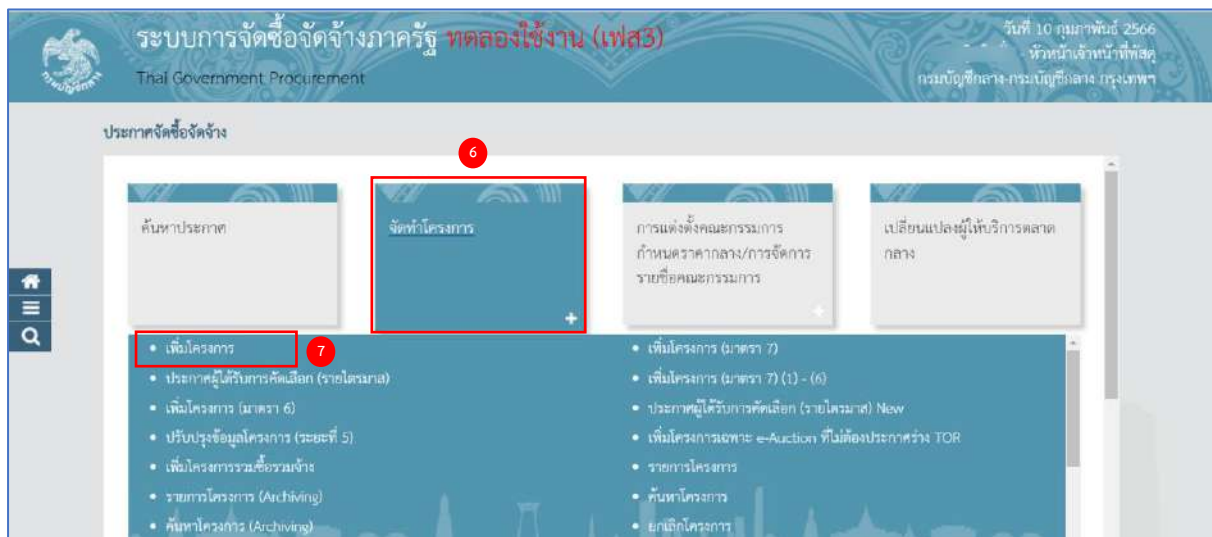 ระบบการจัดซื้อจัดจ้างภาครัฐ ทดลองใช้งาน (เฟส3)
Thai Government Procurement
วันที่ 10 กุมภาพันธ์ 2566
หัวหน้าเจ้าหน้าที่พัสดุ
กรมบัญชีกลาง-กรมบัญชีกลาง กรุงเทพฯ
ประกาศจัดซื้อจัดจ้าง
6
ค้นหาประกาศ
จัดทำโครงการ
+
การแต่งตั้งคณะกรรมการ
กำหนดราคากลาง/การจัดการ
รายชื่อคณะกรรมการ
+
เปลี่ยนแปลงผู้ให้บริการตลาด
กลาง
• เพิ่มโครงการ
7
• ประกาศผู้ได้รับการคัดเลือก (รายไตรมาส)
• เพิ่มโครงการ (มาตรา 6)
• ปรับปรุงข้อมูลโครงการ (ระยะที่ 5)
• เพิ่มโครงการรวมซื้อรวมจ้าง
• รายการโครงการ (Archiving)
• ค้นหาโครงการ (Archiving)
• เพิ่มโครงการ (มาตรา 7)
• เพิ่มโครงการ (มาตรา 7) (1) - (6)
• ประกาศผู้ได้รับการคัดเลือก (รายไตรมาส) New
• เพิ่มโครงการเฉพาะ e-Auction ที่ไม่ต้องประกาศร่าง TOR
• รายการโครงการ
• ค้นหาโครงการ
• ยกเลิกโครงการ